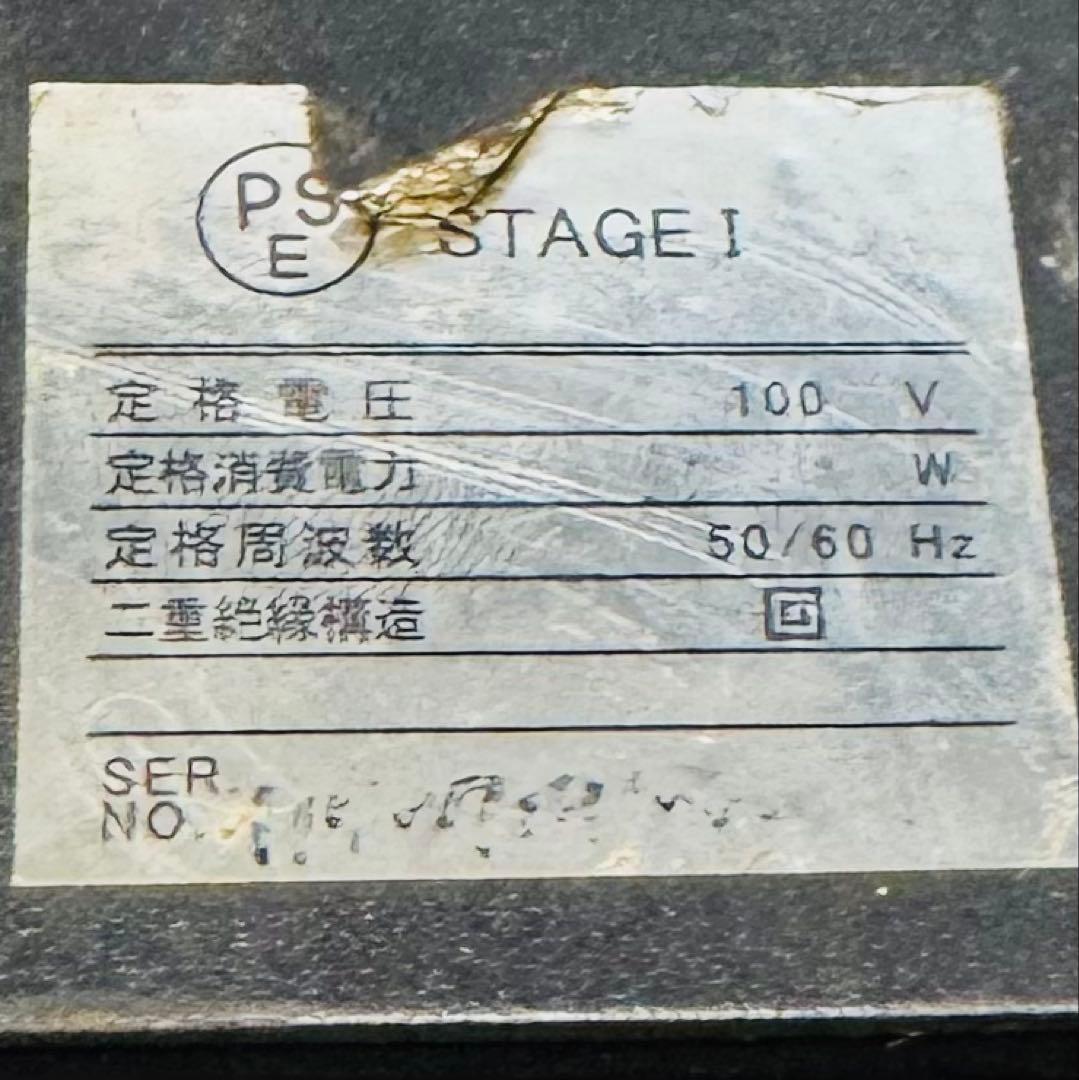 PS
E
STAGE I
定格電圧 100 V
定格消費電力 W
定格周波数 50/60 Hz
二重絶縁構造
SER.
NO.